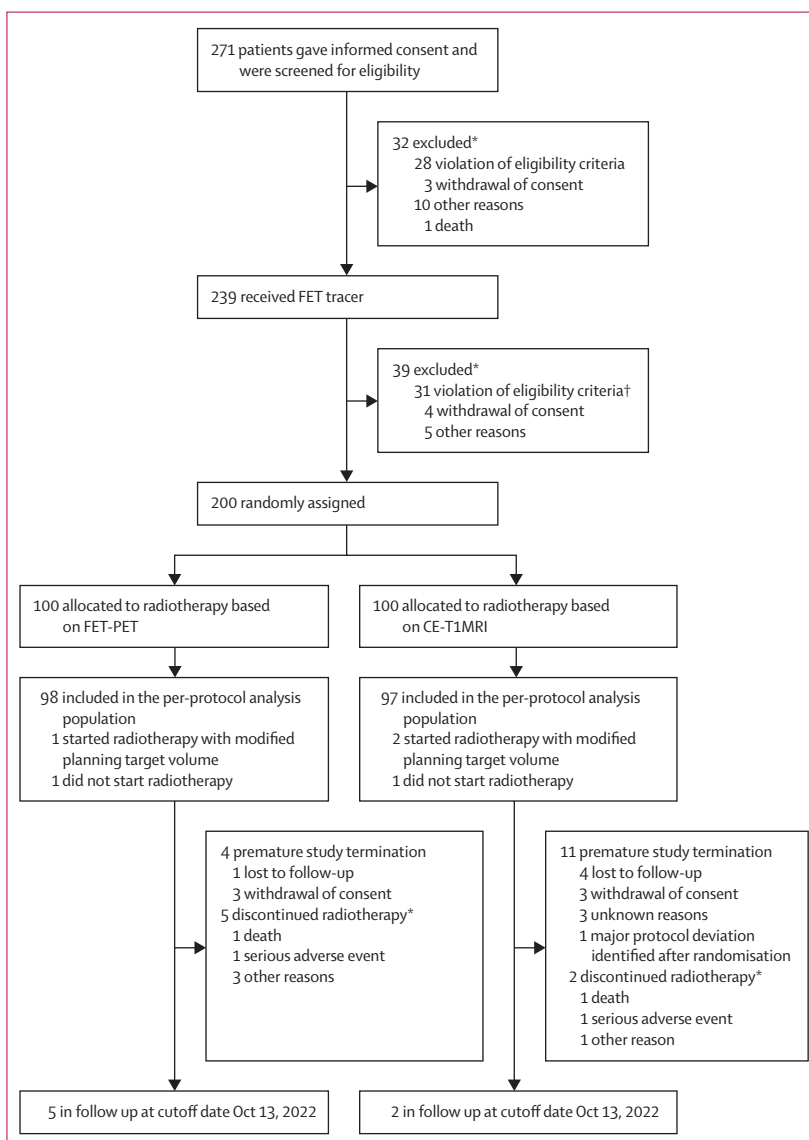 271 patients gave informed consent and
were screened for eligibility
32 excluded*
28 violation of eligibility criteria
3 withdrawal of consent
10 other reasons
1 death
239 received FET tracer
39 excluded*
31 violation of eligibility criteria†
4 withdrawal of consent
5 other reasons
200 randomly assigned
100 allocated to radiotherapy based
on FET-PET
100 allocated to radiotherapy based
on CE-T1MRI
98 included in the per-protocol analysis
population
1 started radiotherapy with modified
planning target volume
1 did not start radiotherapy
97 included in the per-protocol analysis
population
2 started radiotherapy with modified
planning target volume
1 did not start radiotherapy
4 premature study termination
1 lost to follow-up
3 withdrawal of consent
5 discontinued radiotherapy*
1 death
1 serious adverse event
3 other reasons
11 premature study termination
4 lost to follow-up
3 withdrawal of consent
3 unknown reasons
1 major protocol deviation
identified after randomisation
2 discontinued radiotherapy*
1 death
1 serious adverse event
1 other reason
5 in follow up at cutoff date Oct 13, 2022
2 in follow up at cutoff date Oct 13, 2022